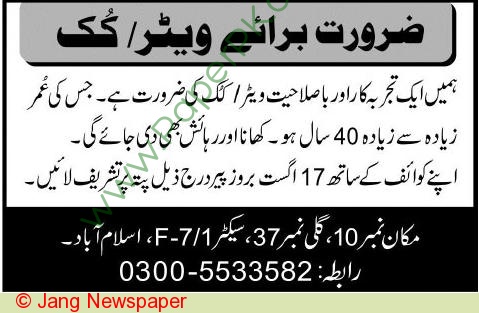 ضرورت برائے ویٹر/ کُک
ہمیں ایک تجربہ کار اور باصلاحیت ویٹر/ کُک کی ضرورت ہے۔ جس کی عُمر
زیادہ سے زیادہ 40 سال ہو۔ کھانا اور رہائش بھی دی جائے گی۔
اپنے کوائف کے ساتھ 17 اگست بروز پیر درج ذیل پتہ پر تشریف لائیں۔
مکان نمبر 10، گلی نمبر 37، سیکٹر F-7/1، اسلام آباد۔
رابطہ: 0300-5533582
© Jang Newspaper